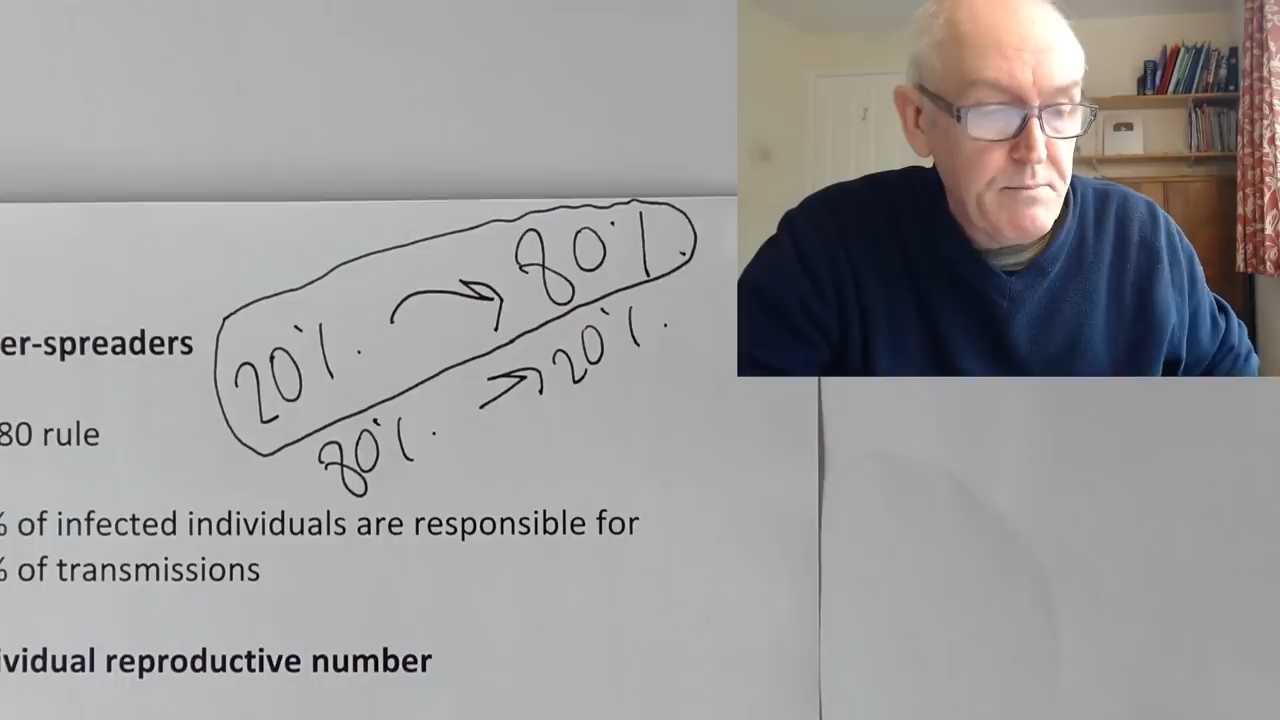 20% → 80%
er-spreaders
80% → 20%
80 rule
% of infected individuals are responsible for
% of transmissions
ividual reproductive number